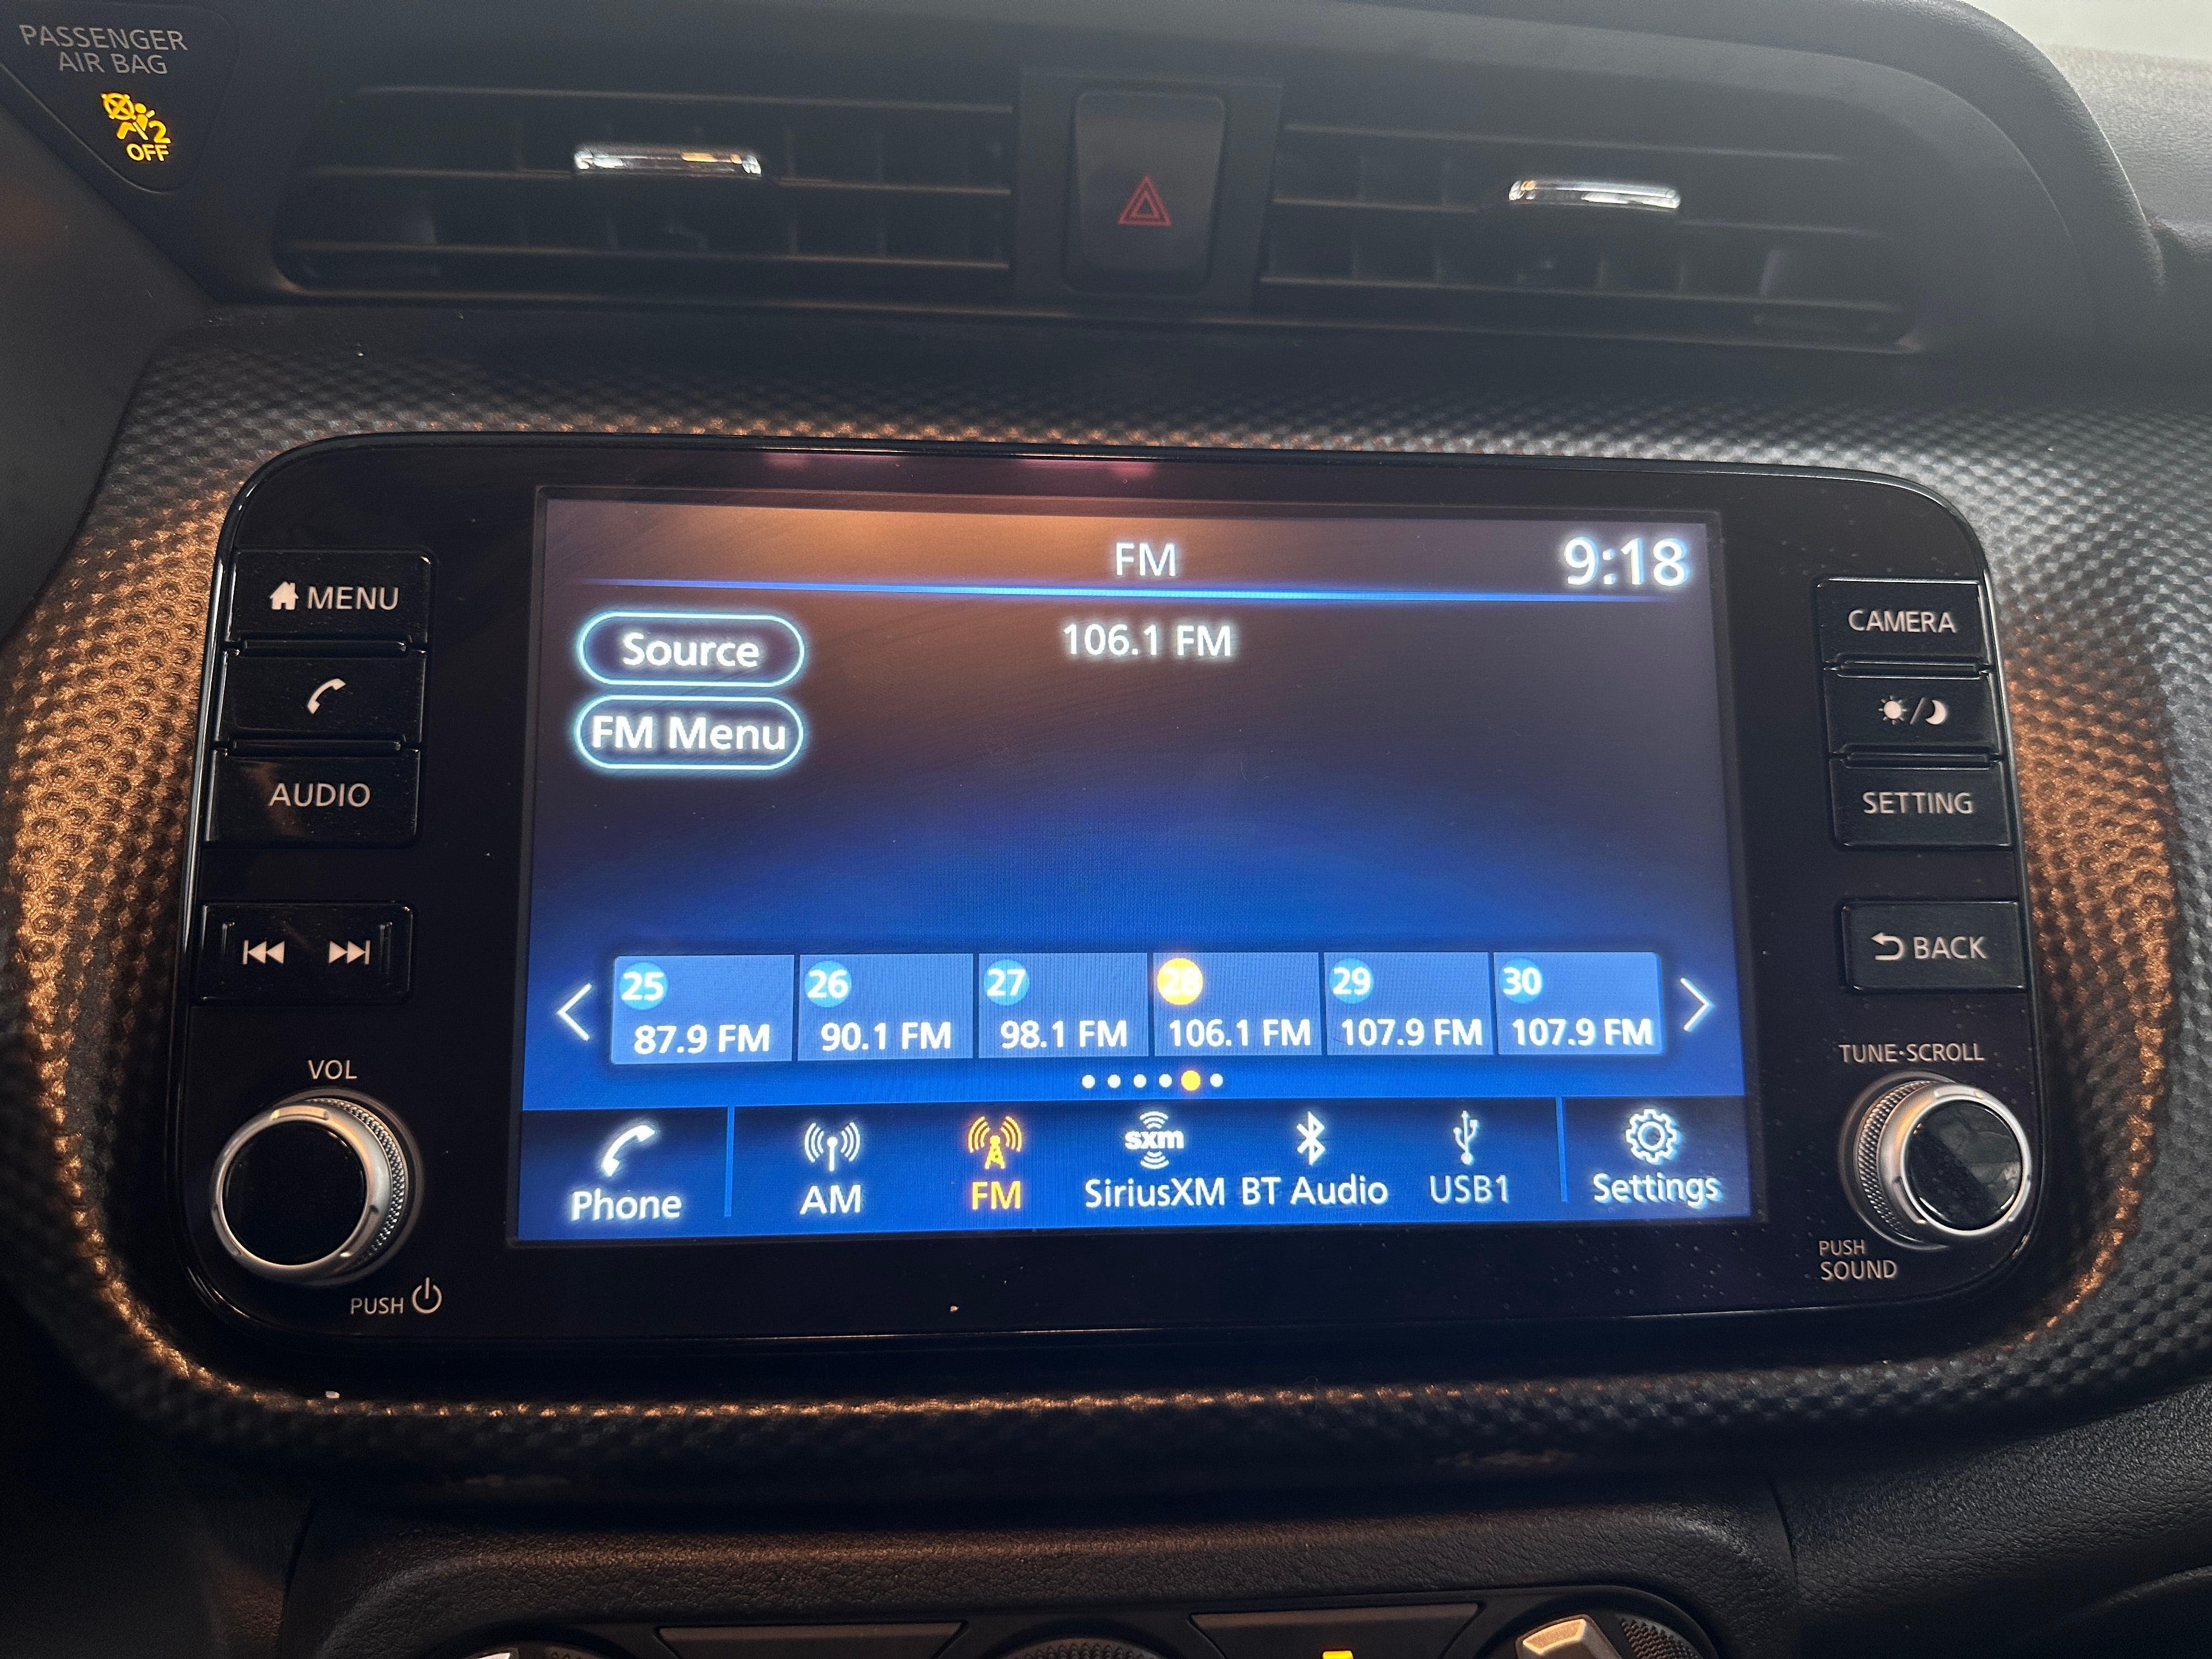 PASSENGER
AIR BAG
2
OFF
FM
9:18
MENU
Source
106.1 FM
CAMERA
FM Menu
AUDIO
SETTING
BACK
25 26 27 28 29 30
87.9 FM 90.1 FM 98.1 FM 106.1 FM 107.9 FM 107.9 FM
VOL
TUNE·SCROLL
sxm
Phone AM FM SiriusXM BT Audio USB1 Settings
PUSH
SOUND
PUSH